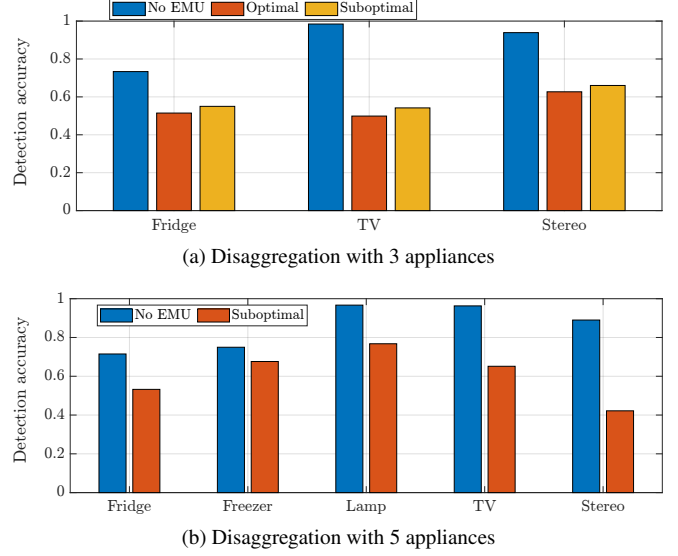 No EMU Optimal Suboptimal
1
0.8
0.6
0.4
0.2
0
Detection accuracy
Fridge TV Stereo
(a) Disaggregation with 3 appliances
No EMU Suboptimal
1
0.8
0.6
0.4
0.2
0
Detection accuracy
Fridge Freezer Lamp TV Stereo
(b) Disaggregation with 5 appliances